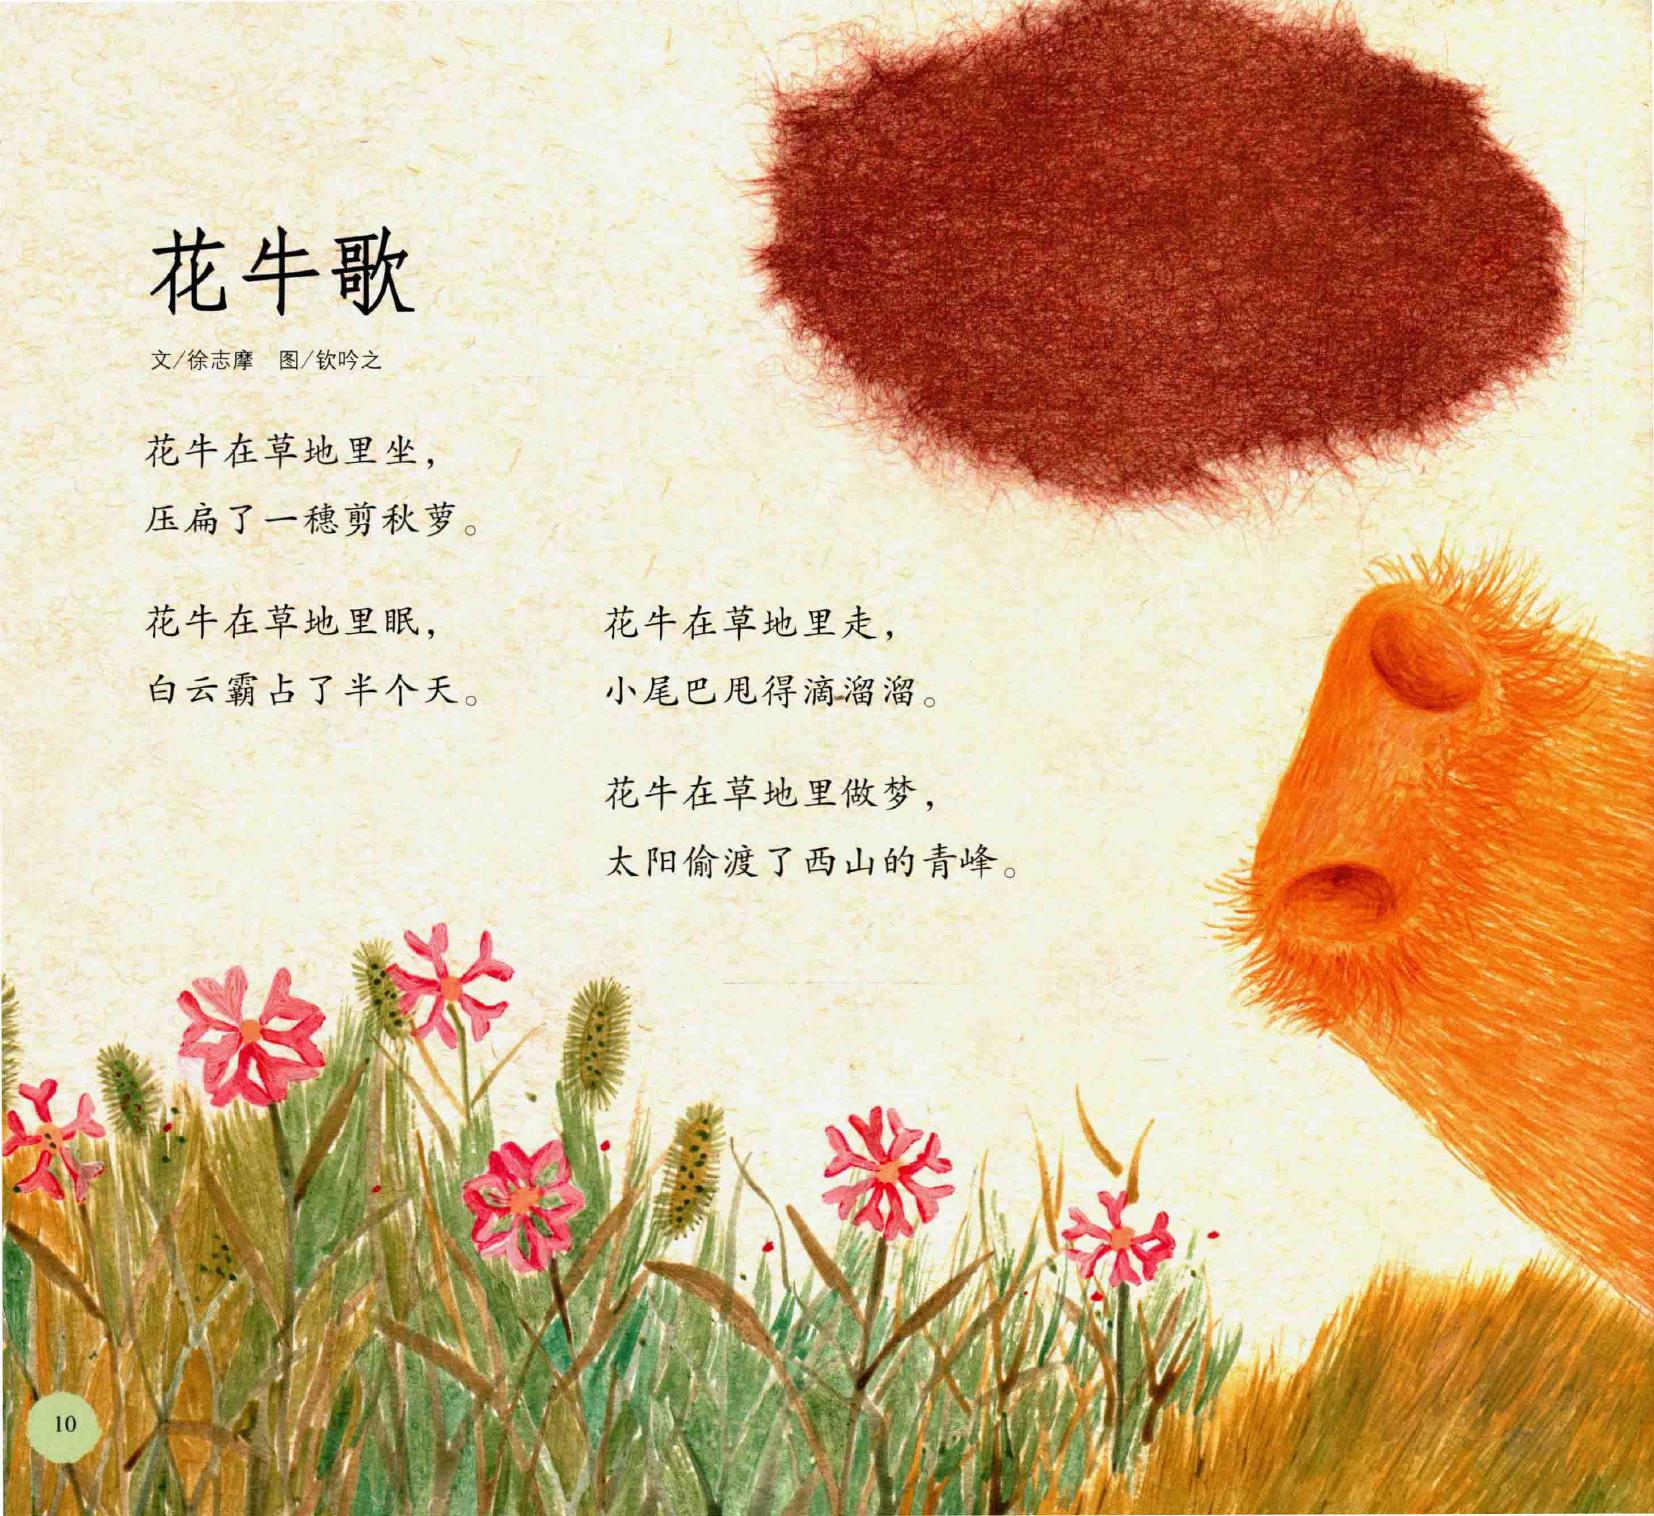 花牛歌
文/徐志摩 图/钦吟之
花牛在草地里坐，
压扁了一穗剪秋萝。
花牛在草地里眠，
白云霸占了半个天。
花牛在草地里走，
小尾巴甩得滴溜溜。
花牛在草地里做梦，
太阳偷渡了西山的青峰。
10